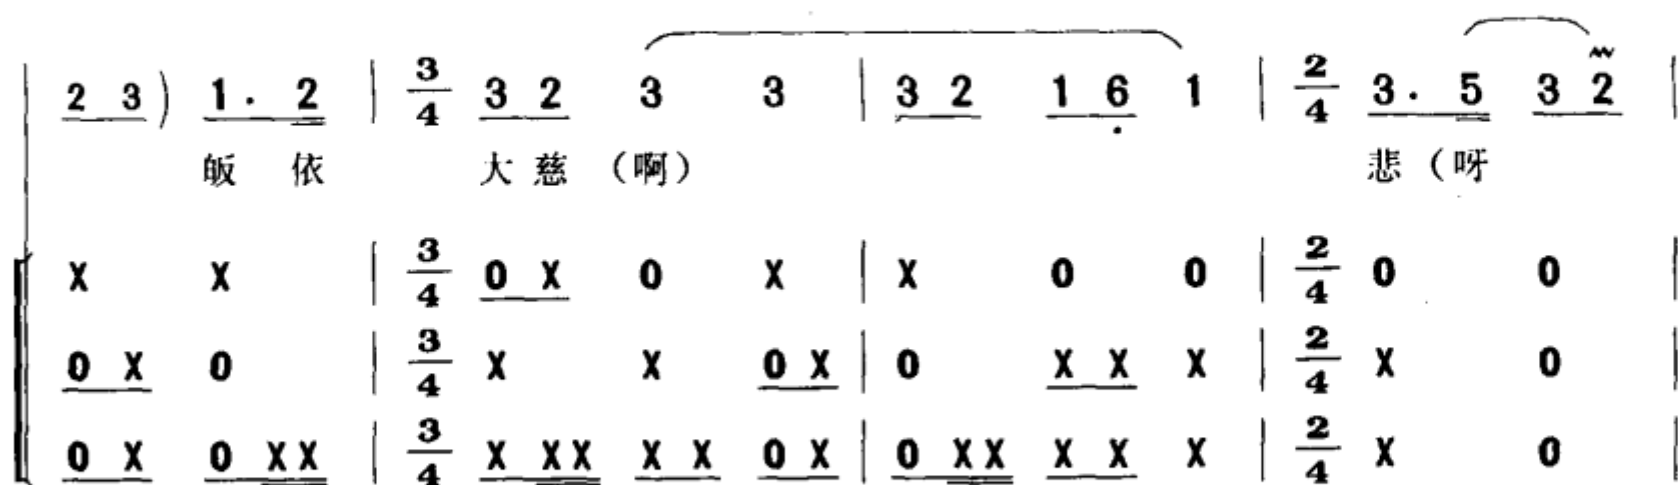 2 3) 1· 2 | 3/4 3 2 3 3 | 3 2 1 6 1 | 2/4 3· 5 3 2 |
皈 依 大 慈 (啊) 悲 (呀
X X | 3/4 0 X 0 X | X 0 0 | 2/4 0 0 |
0 X 0 | 3/4 X X 0 X | 0 X X X | 2/4 X 0 |
0 X 0 X X | 3/4 X X X X X 0 X | 0 X X X X X | 2/4 X 0 |